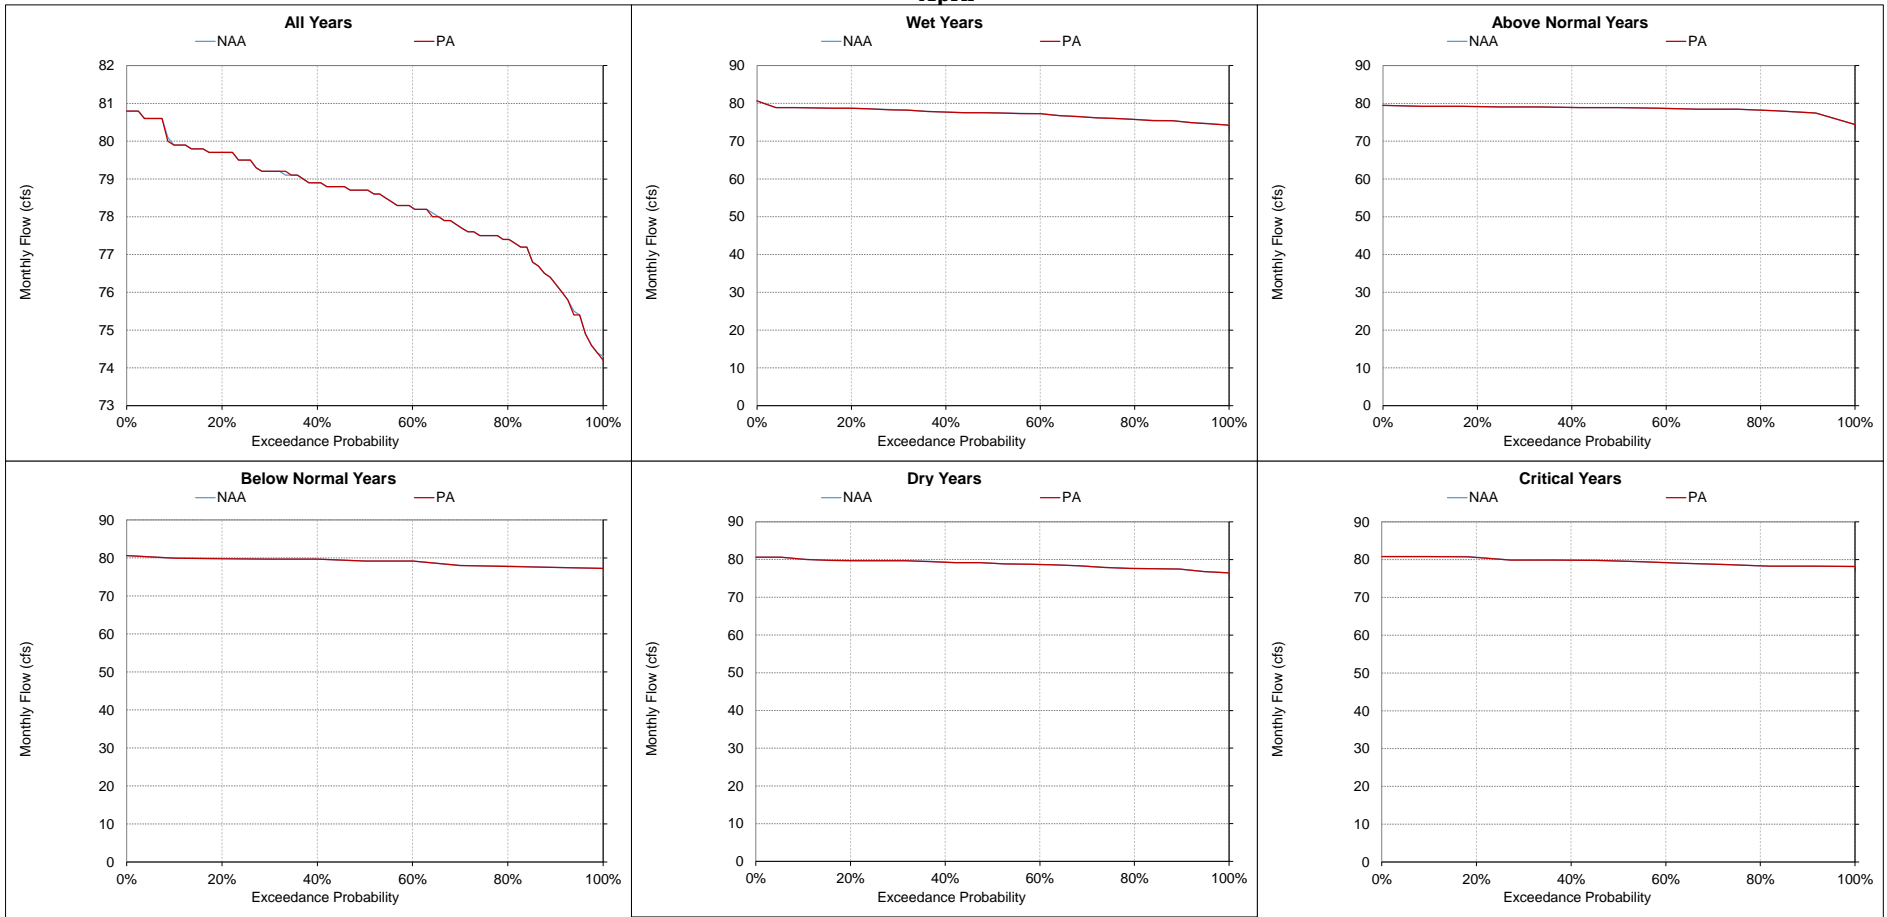 All Years
NAA PA
82
81
80
79
78
77
76
75
74
73
Monthly Flow (cfs)
0% 20% 40% 60% 80% 100%
Exceedance Probability
Wet Years
NAA PA
90
80
70
60
50
40
30
20
10
0
Monthly Flow (cfs)
0% 20% 40% 60% 80% 100%
Exceedance Probability
Above Normal Years
NAA PA
90
80
70
60
50
40
30
20
10
0
Monthly Flow (cfs)
0% 20% 40% 60% 80% 100%
Exceedance Probability
Below Normal Years
NAA PA
90
80
70
60
50
40
30
20
10
0
Monthly Flow (cfs)
0% 20% 40% 60% 80% 100%
Exceedance Probability
Dry Years
NAA PA
90
80
70
60
50
40
30
20
10
0
Monthly Flow (cfs)
0% 20% 40% 60% 80% 100%
Exceedance Probability
Critical Years
NAA PA
90
80
70
60
50
40
30
20
10
0
Monthly Flow (cfs)
0% 20% 40% 60% 80% 100%
Exceedance Probability